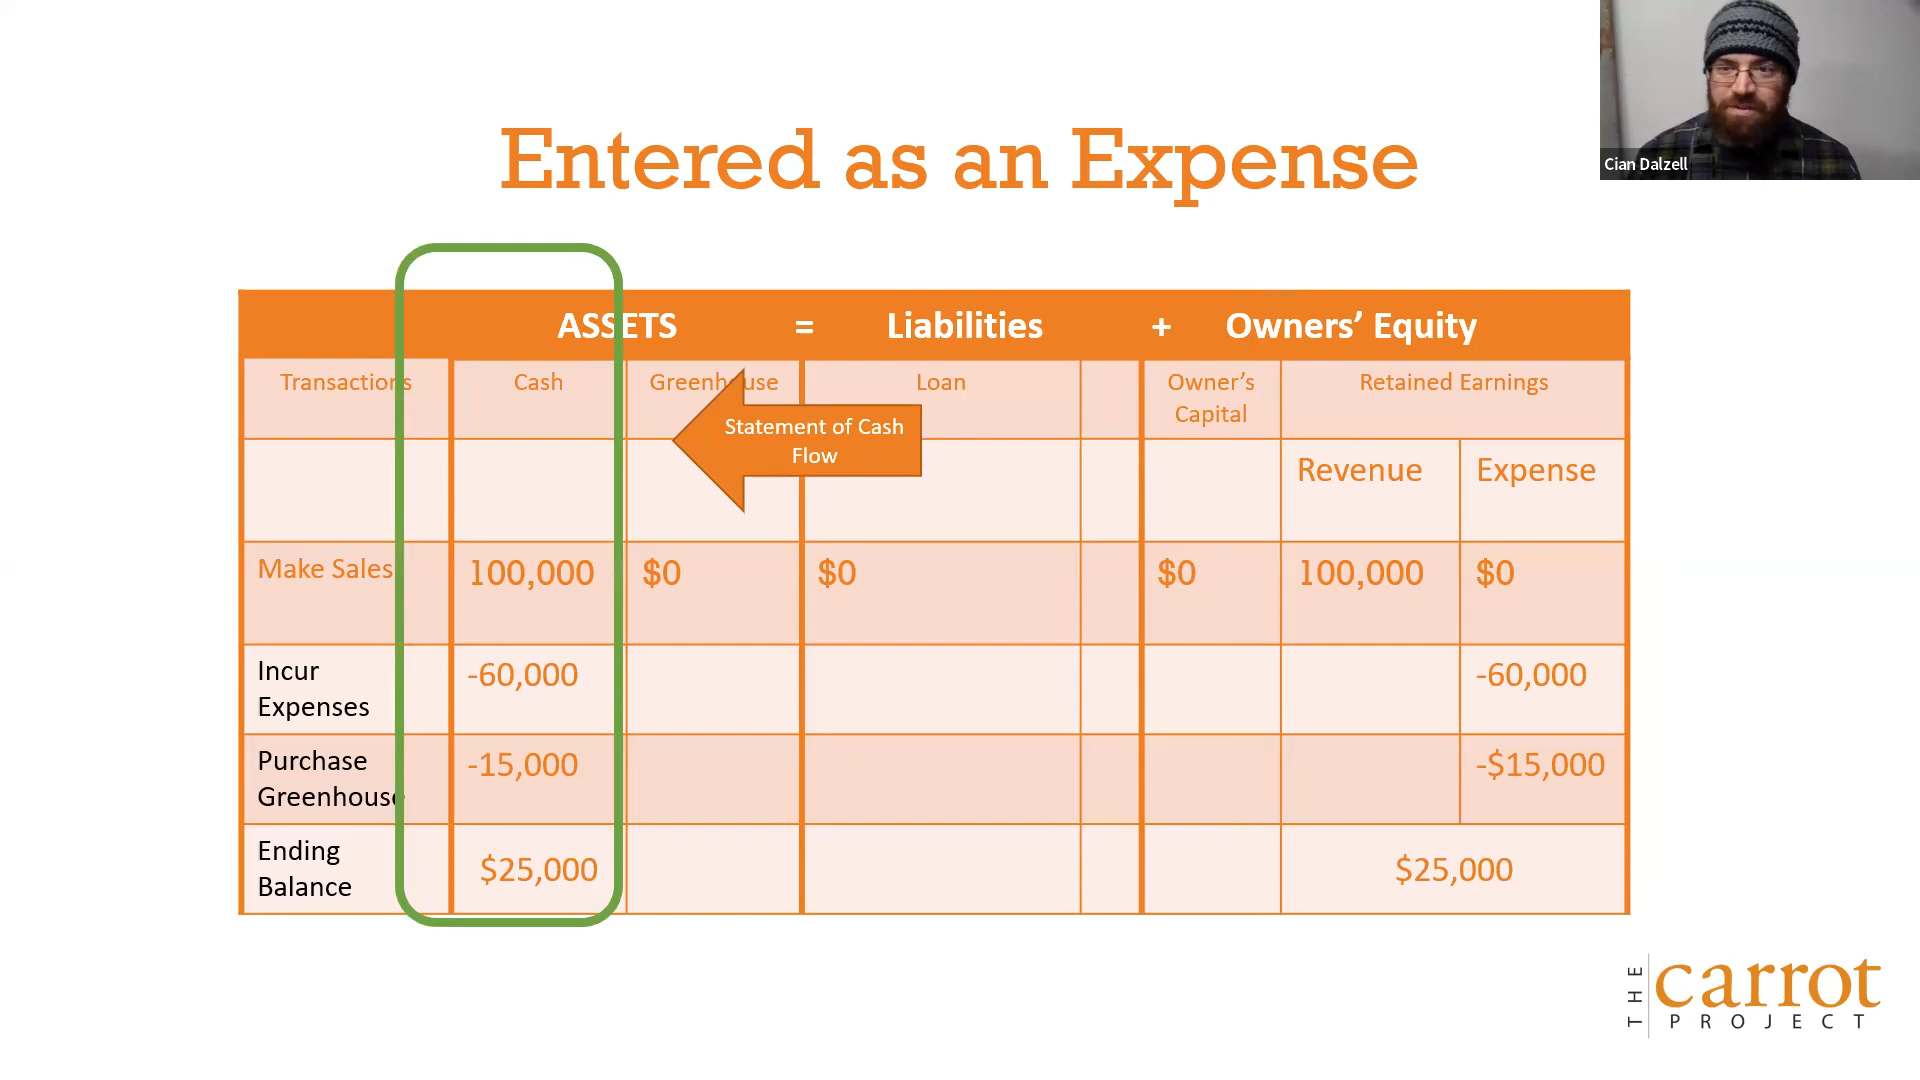 Cian Dalzell
Entered as an Expense
ASSETS = Liabilities + Owners’ Equity
Transactions Cash Greenhouse Loan Owner’s Capital Retained Earnings
Statement of Cash
Flow
Revenue Expense
Make Sales 100,000 $0 $0 $0 100,000 $0
Incur
Expenses
-60,000 -60,000
Purchase
Greenhouse
-15,000 -$15,000
Ending
Balance
$25,000 $25,000
THE
carrot
PROJECT